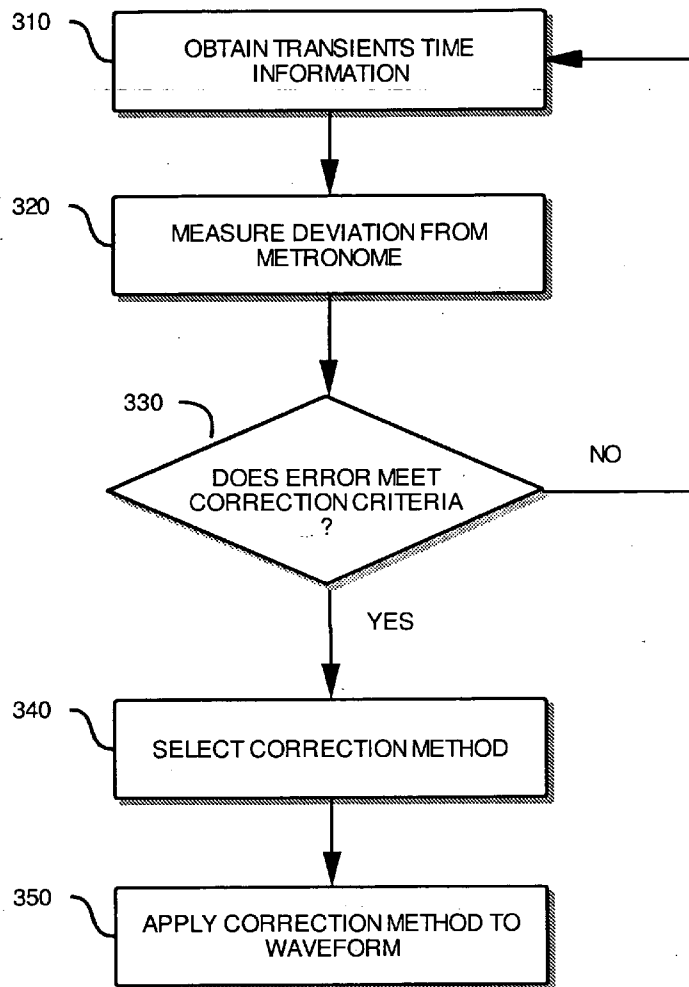 310
OBTAIN TRANSIENTS TIME
INFORMATION
320
MEASURE DEVIATION FROM
METRONOME
330
DOES ERROR MEET
CORRECTION CRITERIA
?
NO
YES
340
SELECT CORRECTION METHOD
350
APPLY CORRECTION METHOD TO
WAVEFORM